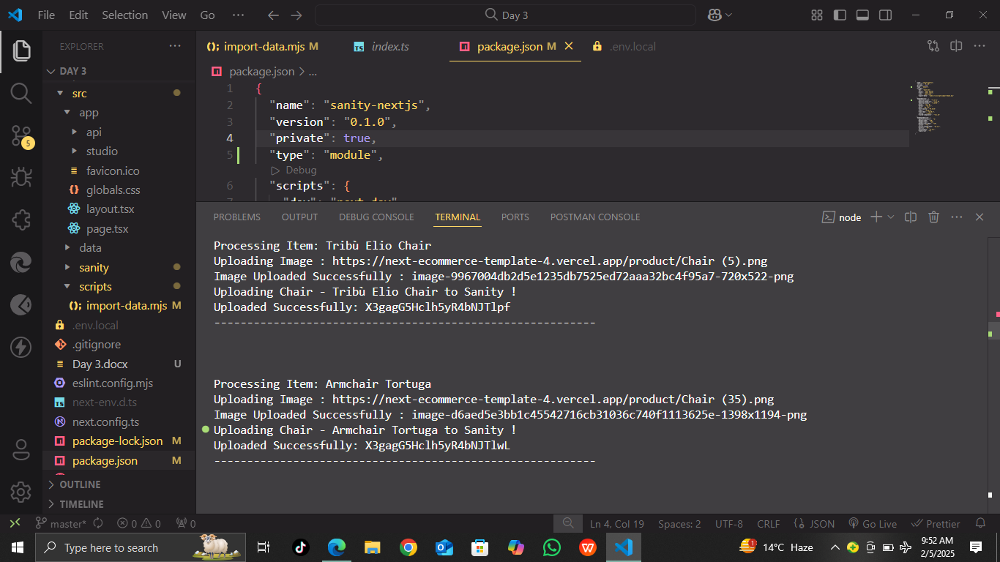 File Edit Selection View Go ··· Day 3
EXPLORER ···
DAY 3
src
app
api
studio
favicon.ico
globals.css
layout.tsx
page.tsx
data
sanity
scripts
import-data.mjs M
.env.local
.gitignore
Day 3.docx U
eslint.config.mjs
next-env.d.ts
next.config.ts
package-lock.json M
package.json M
OUTLINE
TIMELINE
5
import-data.mjs M index.ts package.json M .env.local
package.json > ...
1 {
2 "name": "sanity-nextjs",
3 "version": "0.1.0",
4 "private": true,
5 "type": "module",
Debug
6 "scripts": {
7 "dev": "next dev"
PROBLEMS OUTPUT DEBUG CONSOLE TERMINAL PORTS POSTMAN CONSOLE node
Processing Item: Tribù Elio Chair
Uploading Image : https://next-ecommerce-template-4.vercel.app/product/Chair (5).png
Image Uploaded Successfully : image-9967004db2d5e1235db7525ed72aaa32bc4f95a7-720x522-png
Uploading Chair - Tribù Elio Chair to Sanity !
Uploaded Successfully: X3gagG5Hclh5yR4bNJTlpf
----------------------------------------------------------
Processing Item: Armchair Tortuga
Uploading Image : https://next-ecommerce-template-4.vercel.app/product/Chair (35).png
Image Uploaded Successfully : image-d6aed5e3bb1c45542716cb31036c740f1113625e-1398x1194-png
Uploading Chair - Armchair Tortuga to Sanity !
Uploaded Successfully: X3gagG5Hclh5yR4bNJTlwL
----------------------------------------------------------
master* 0 0 0 Ln 4, Col 19 Spaces: 2 UTF-8 CRLF JSON Go Live Prettier
Type here to search 1 14°C Haze 9:52 AM
2/5/2025